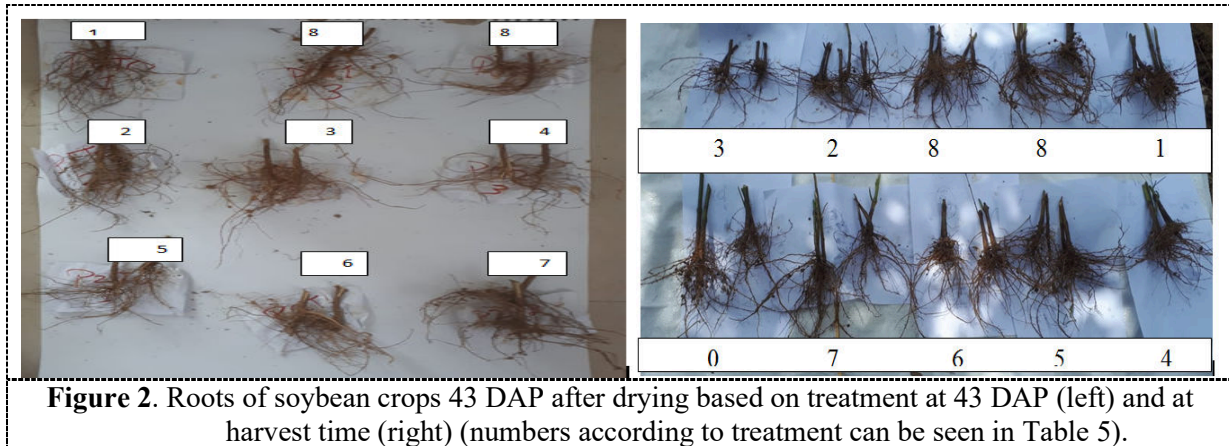 1 8 8
2 3 4
5 6 7
3 2 8 8 1
0 7 6 5 4
Figure 2. Roots of soybean crops 43 DAP after drying based on treatment at 43 DAP (left) and at
harvest time (right) (numbers according to treatment can be seen in Table 5).